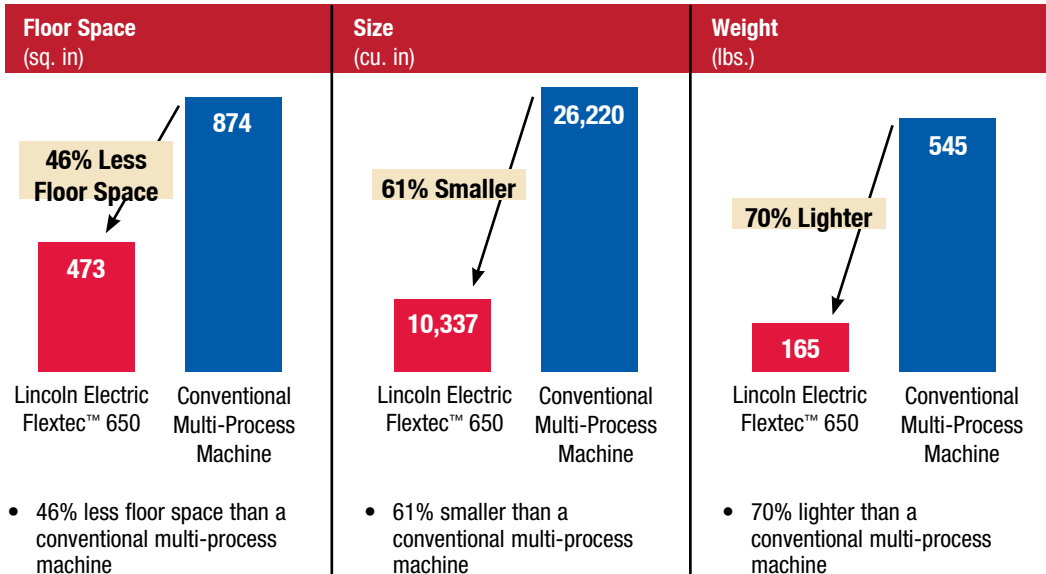 Floor Space
(sq. in)
874
46% Less
Floor Space
473
Lincoln Electric
Flextec™ 650
Conventional
Multi-Process
Machine
• 46% less floor space than a
conventional multi-process
machine
Size
(cu. in)
26,220
61% Smaller
10,337
Lincoln Electric
Flextec™ 650
Conventional
Multi-Process
Machine
• 61% smaller than a
conventional multi-process
machine
Weight
(lbs.)
545
70% Lighter
165
Lincoln Electric
Flextec™ 650
Conventional
Multi-Process
Machine
• 70% lighter than a
conventional multi-process
machine